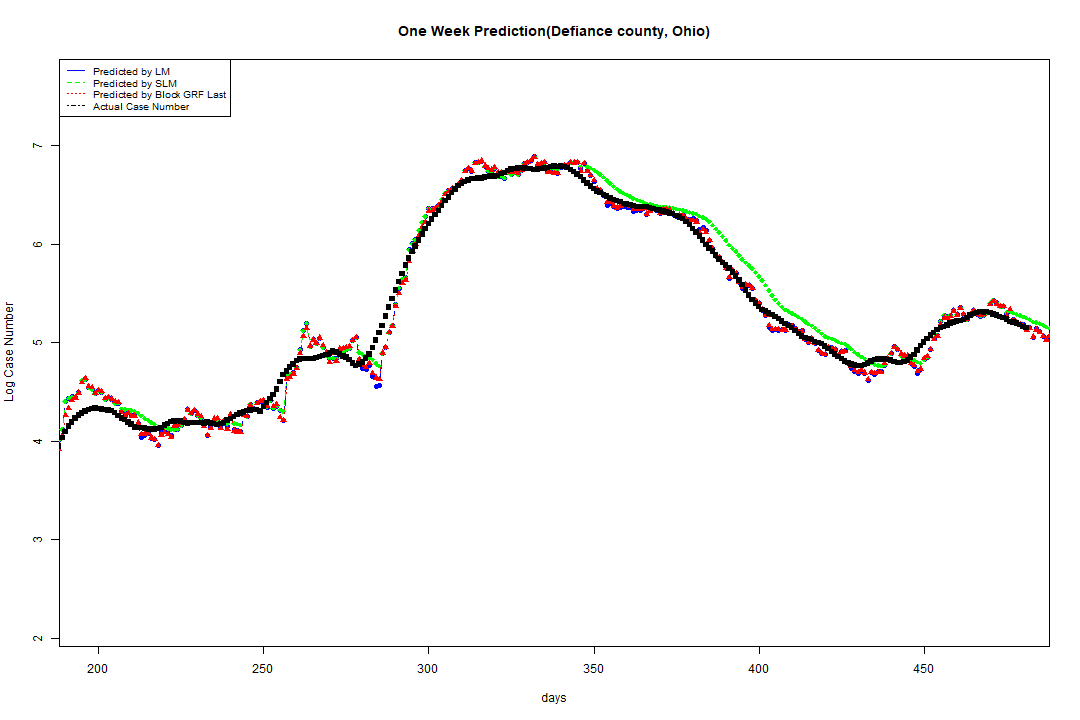 One Week Prediction(Defiance county, Ohio)
Predicted by LM
Predicted by SLM
Predicted by Block GRF Last
Actual Case Number
7
6
5
4
3
2
Log Case Number
200 250 300 350 400 450
days